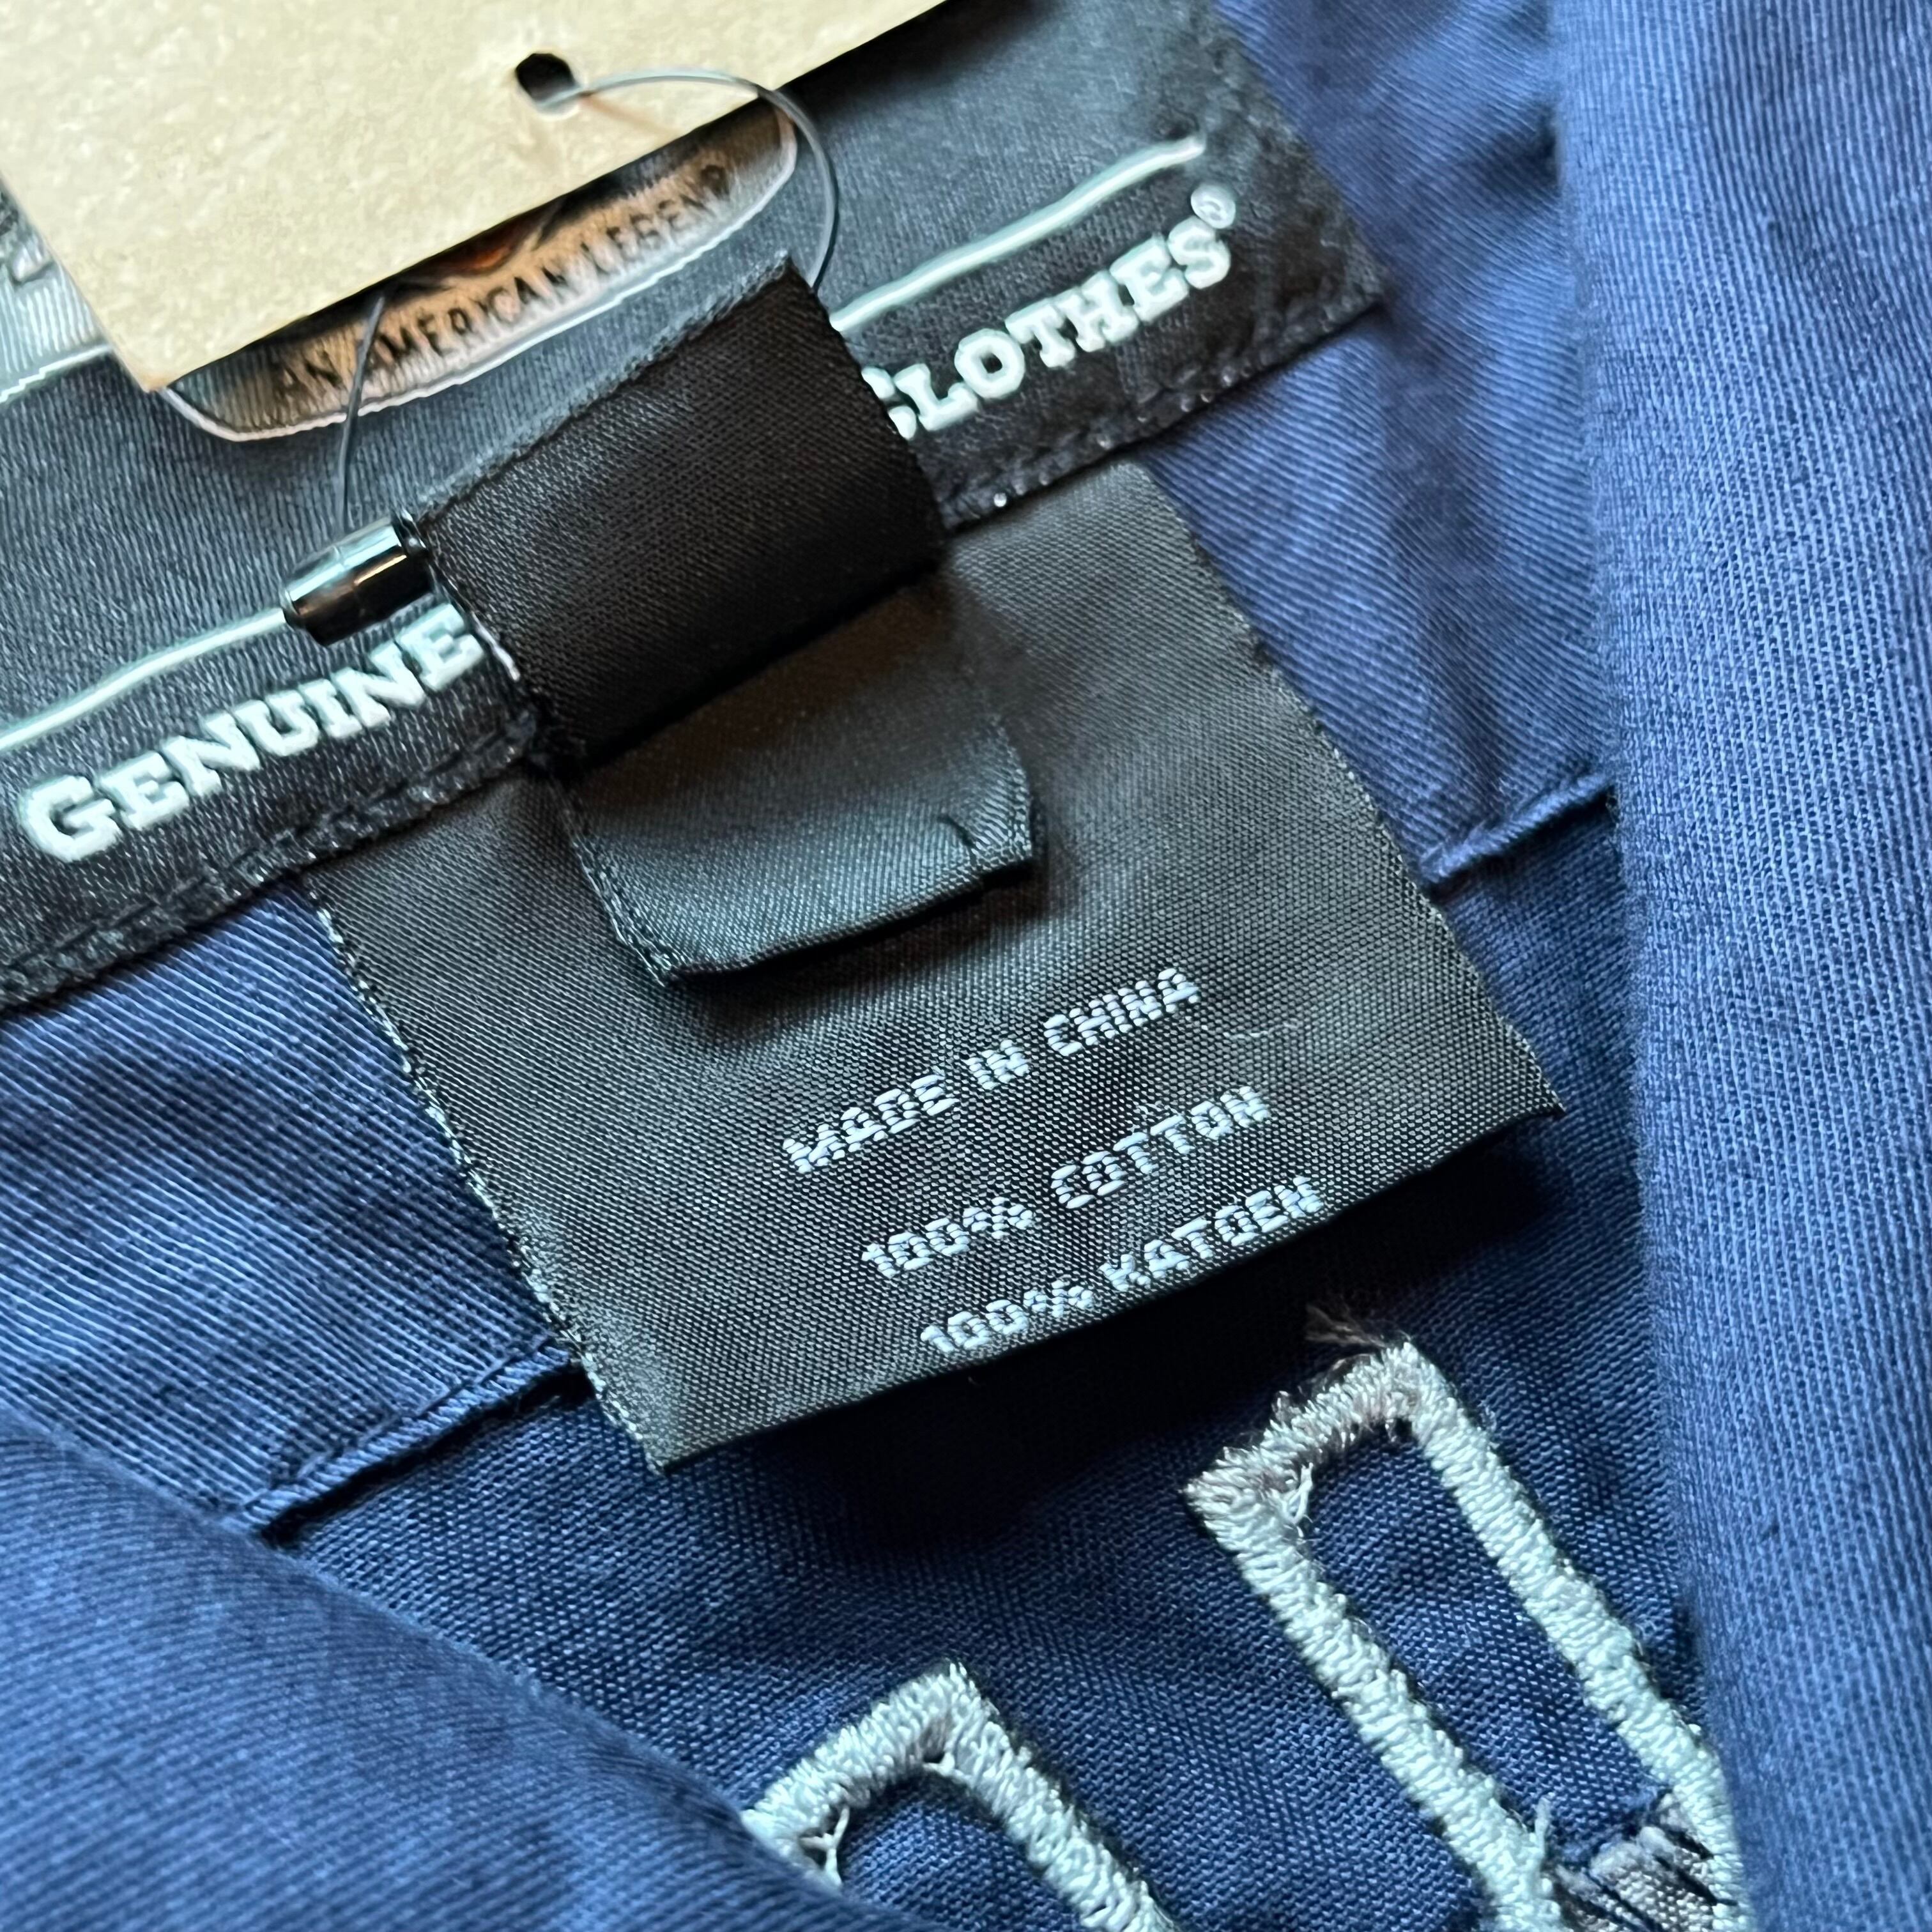 AN AMERICAN LEGEND
GENUINE CLOTHES®
MADE IN CHINA
100% COTTON
100% KATOEN